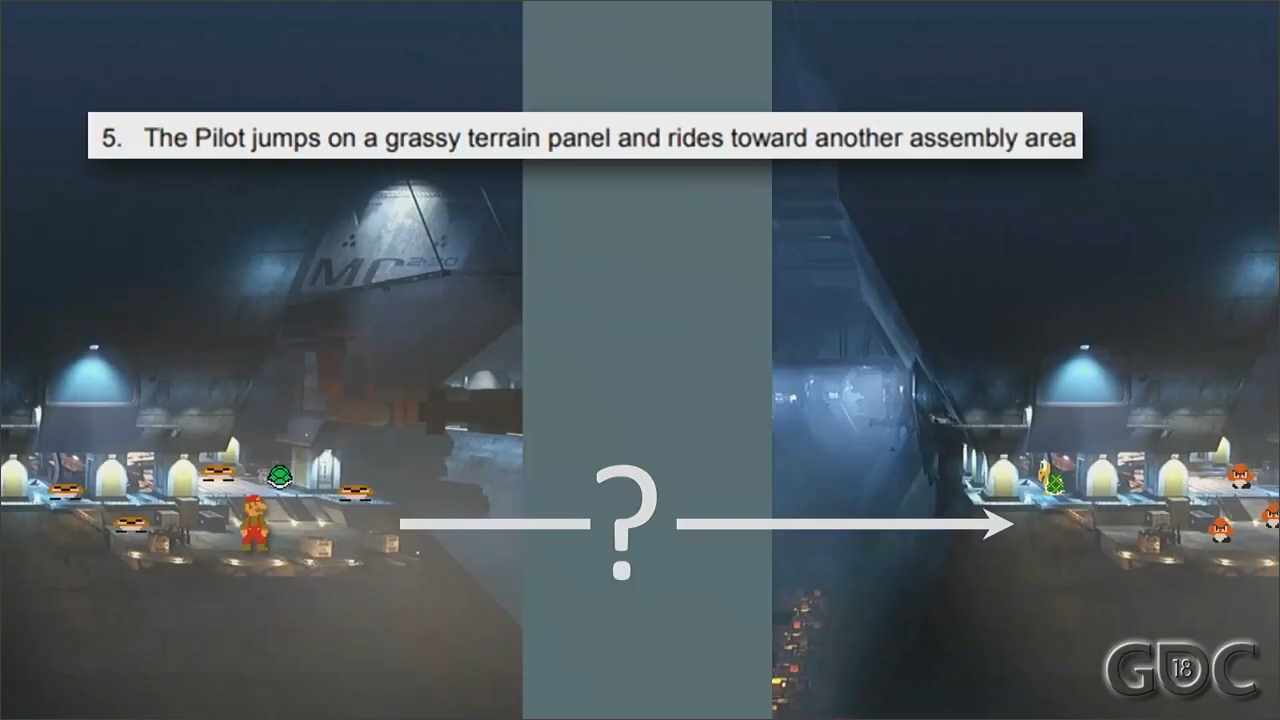 5. The Pilot jumps on a grassy terrain panel and rides toward another assembly area
MC
?
GDC
18